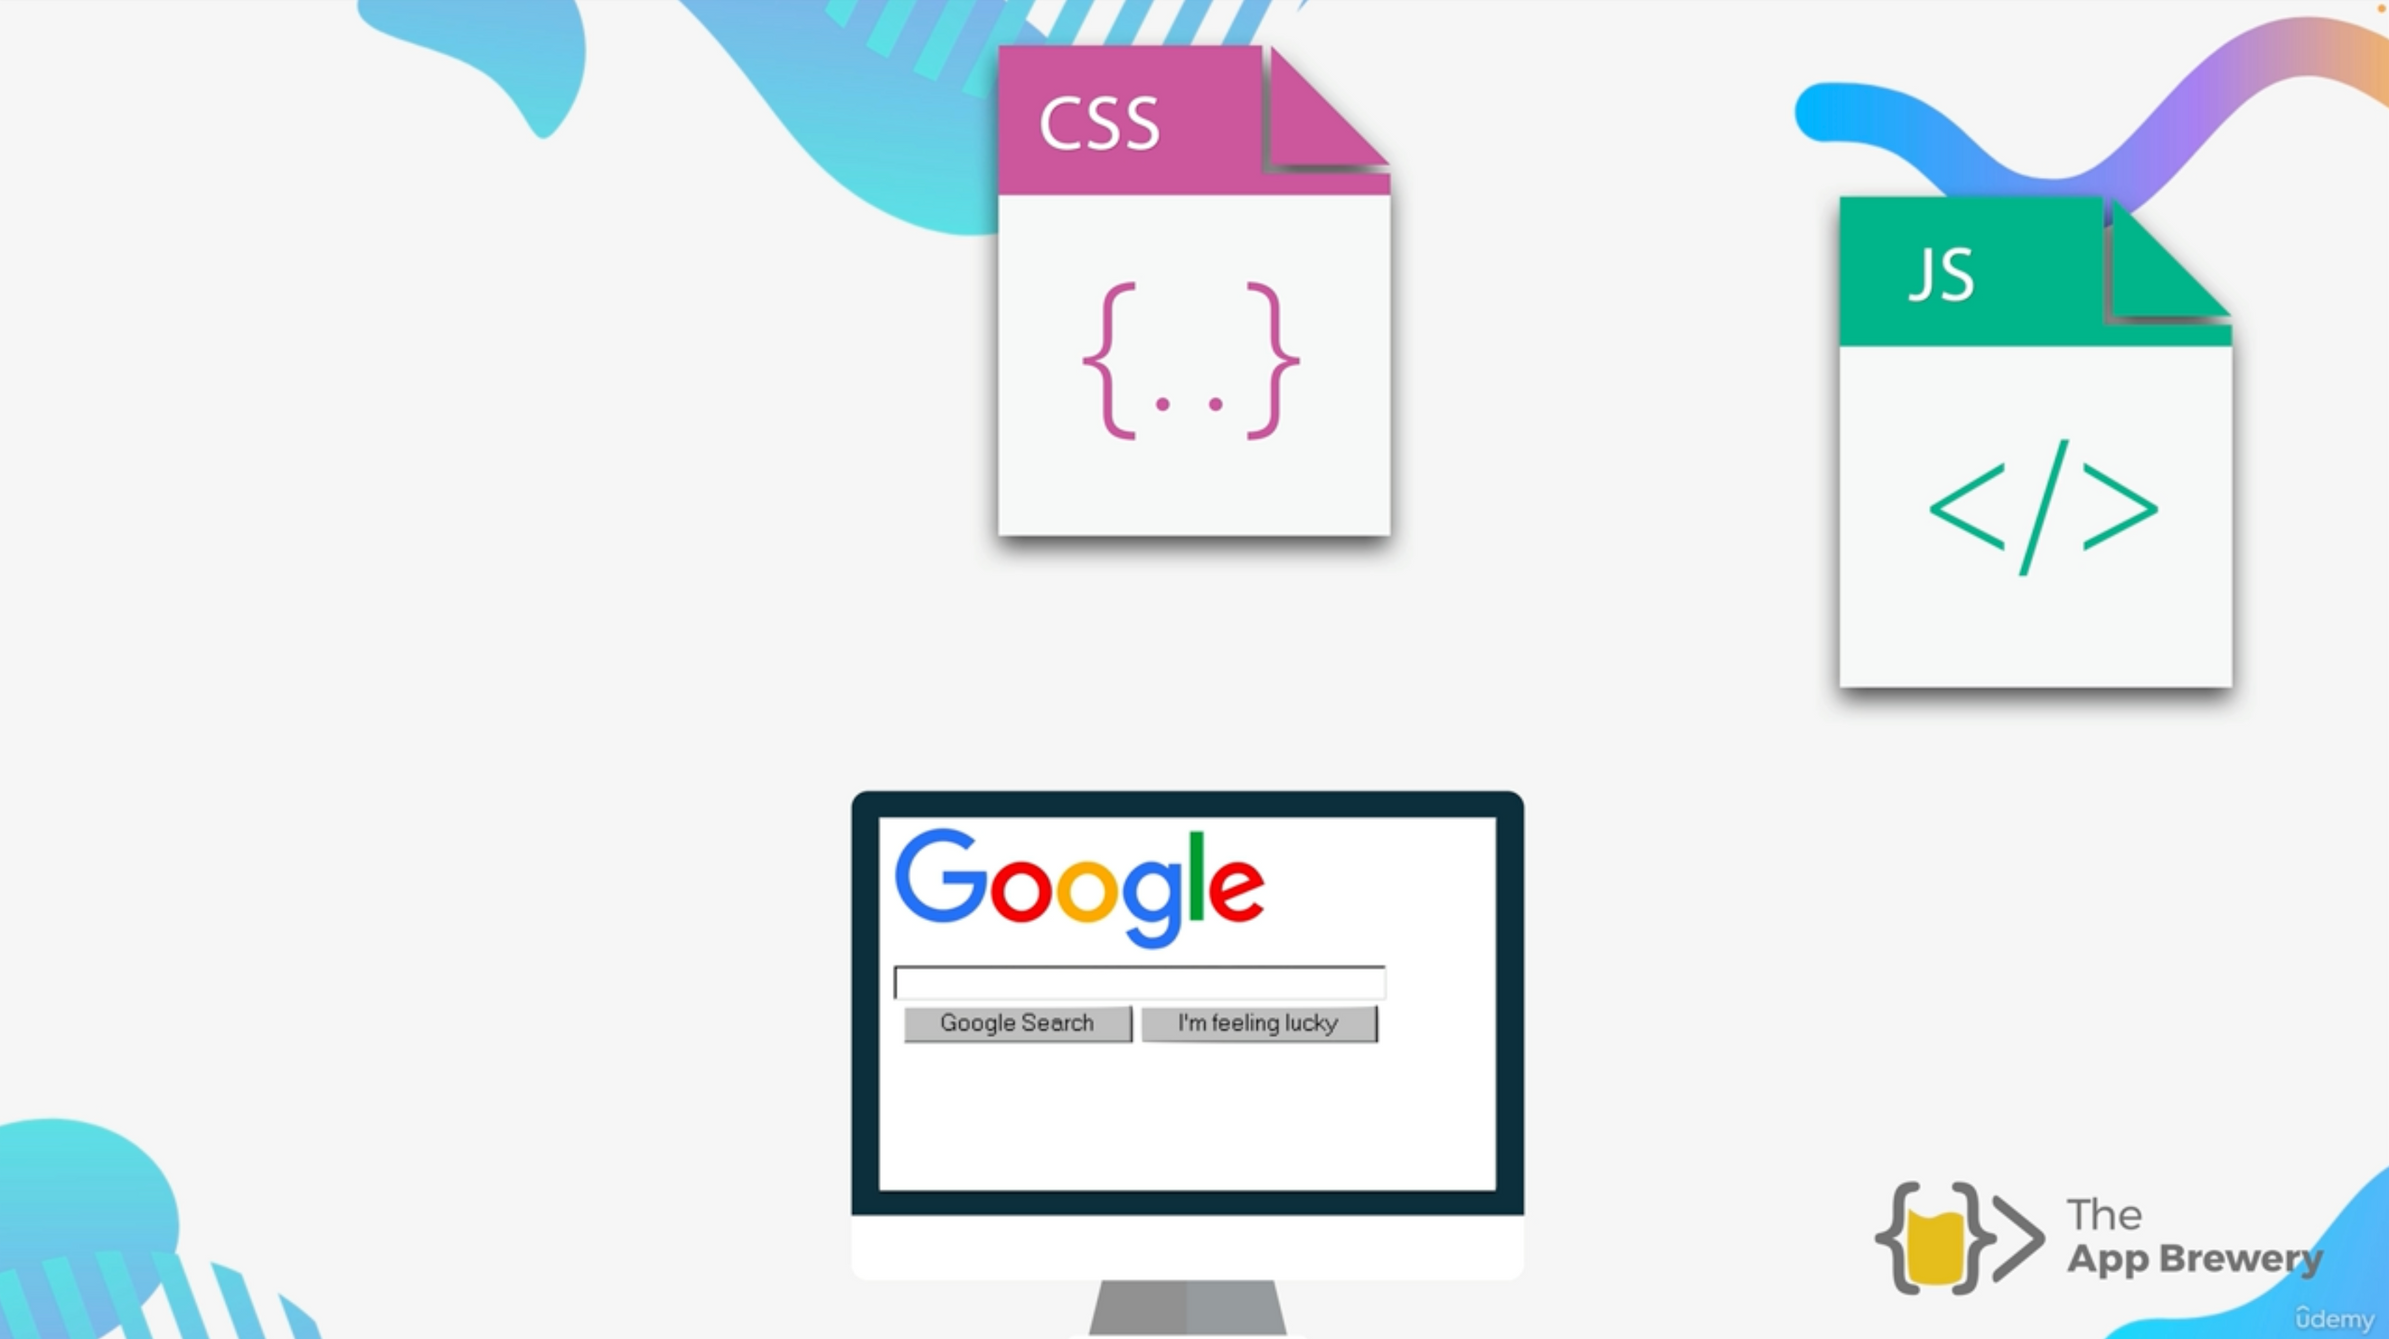 CSS
{..}
JS
</>
Google
Google Search
I'm feeling lucky
The
App Brewery
ûdemy